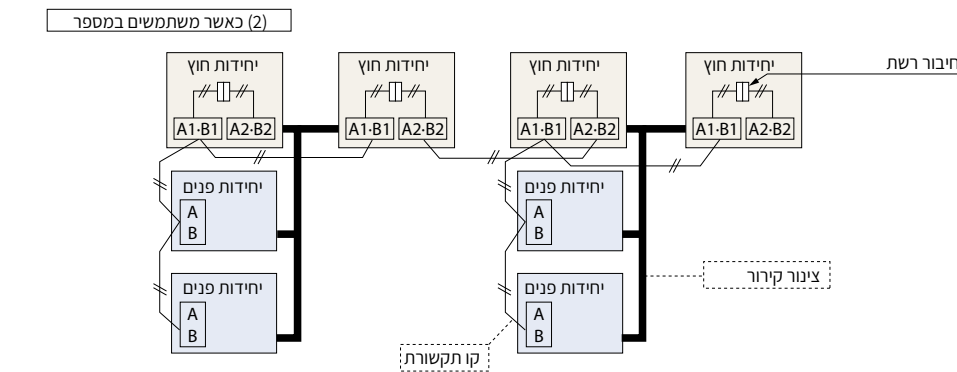 (2) כאשר משתמשים במספר
יחידות חוץ
יחידות חוץ
יחידות חוץ
יחידות חוץ
חיבור רשת
A1·B1
A2·B2
A1·B1
A2·B2
A1·B1
A2·B2
A1·B1
A2·B2
יחידות פנים
A
B
יחידות פנים
A
B
יחידות פנים
A
B
יחידות פנים
A
B
צינור קירור
קו תקשורת